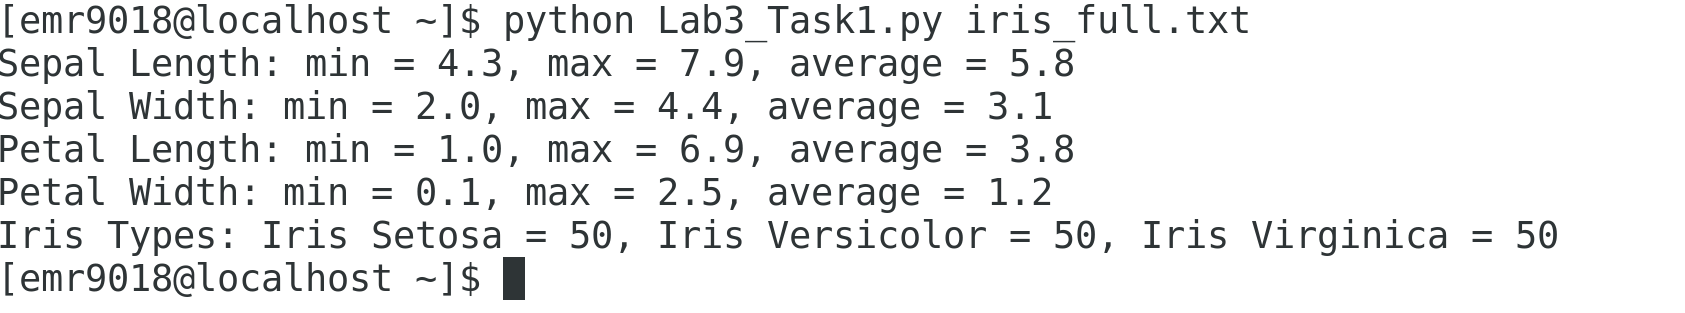 [emr9018@localhost ~]$ python Lab3_Task1.py iris_full.txt
Sepal Length: min = 4.3, max = 7.9, average = 5.8
Sepal Width: min = 2.0, max = 4.4, average = 3.1
Petal Length: min = 1.0, max = 6.9, average = 3.8
Petal Width: min = 0.1, max = 2.5, average = 1.2
Iris Types: Iris Setosa = 50, Iris Versicolor = 50, Iris Virginica = 50
[emr9018@localhost ~]$